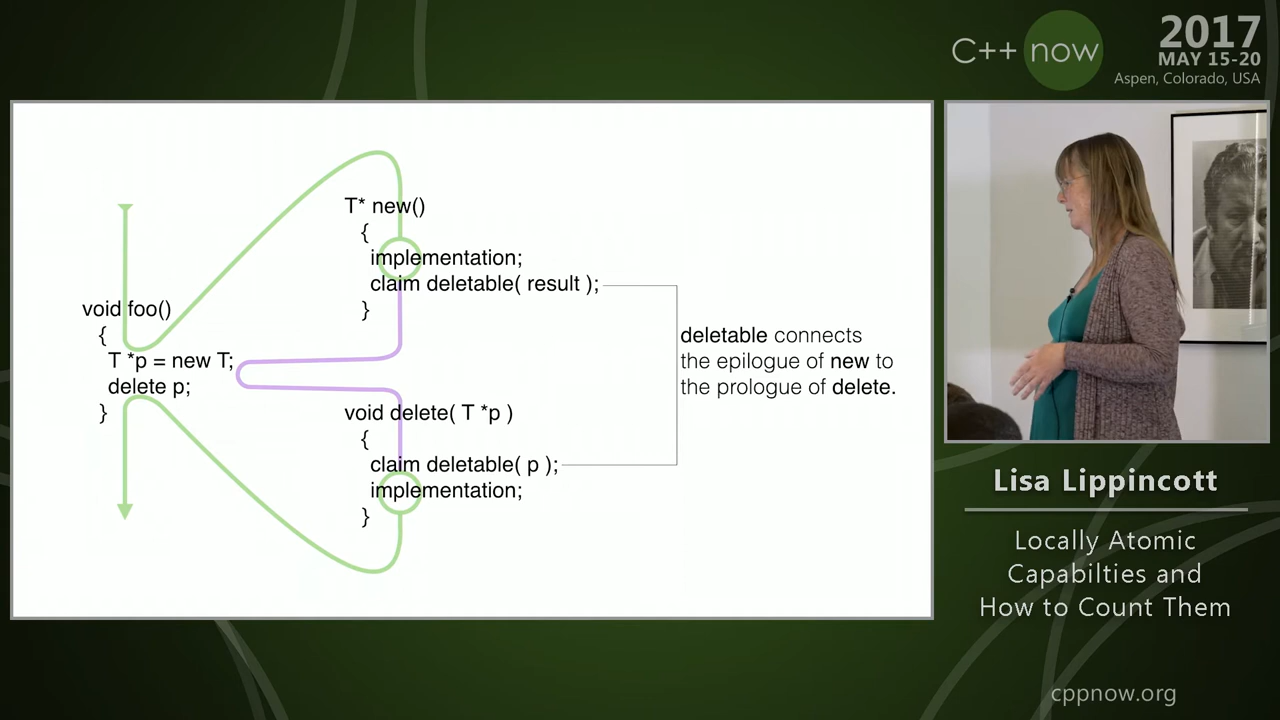 C++ now
2017
MAY 15-20
Aspen, Colorado, USA
T* new()
{
implementation;
claim deletable( result );
}
void foo()
{
T *p = new T;
delete p;
}
deletable connects
the epilogue of new to
the prologue of delete.
void delete( T *p )
{
claim deletable( p );
implementation;
}
Lisa Lippincott
Locally Atomic
Capabilties and
How to Count Them
cppnow.org